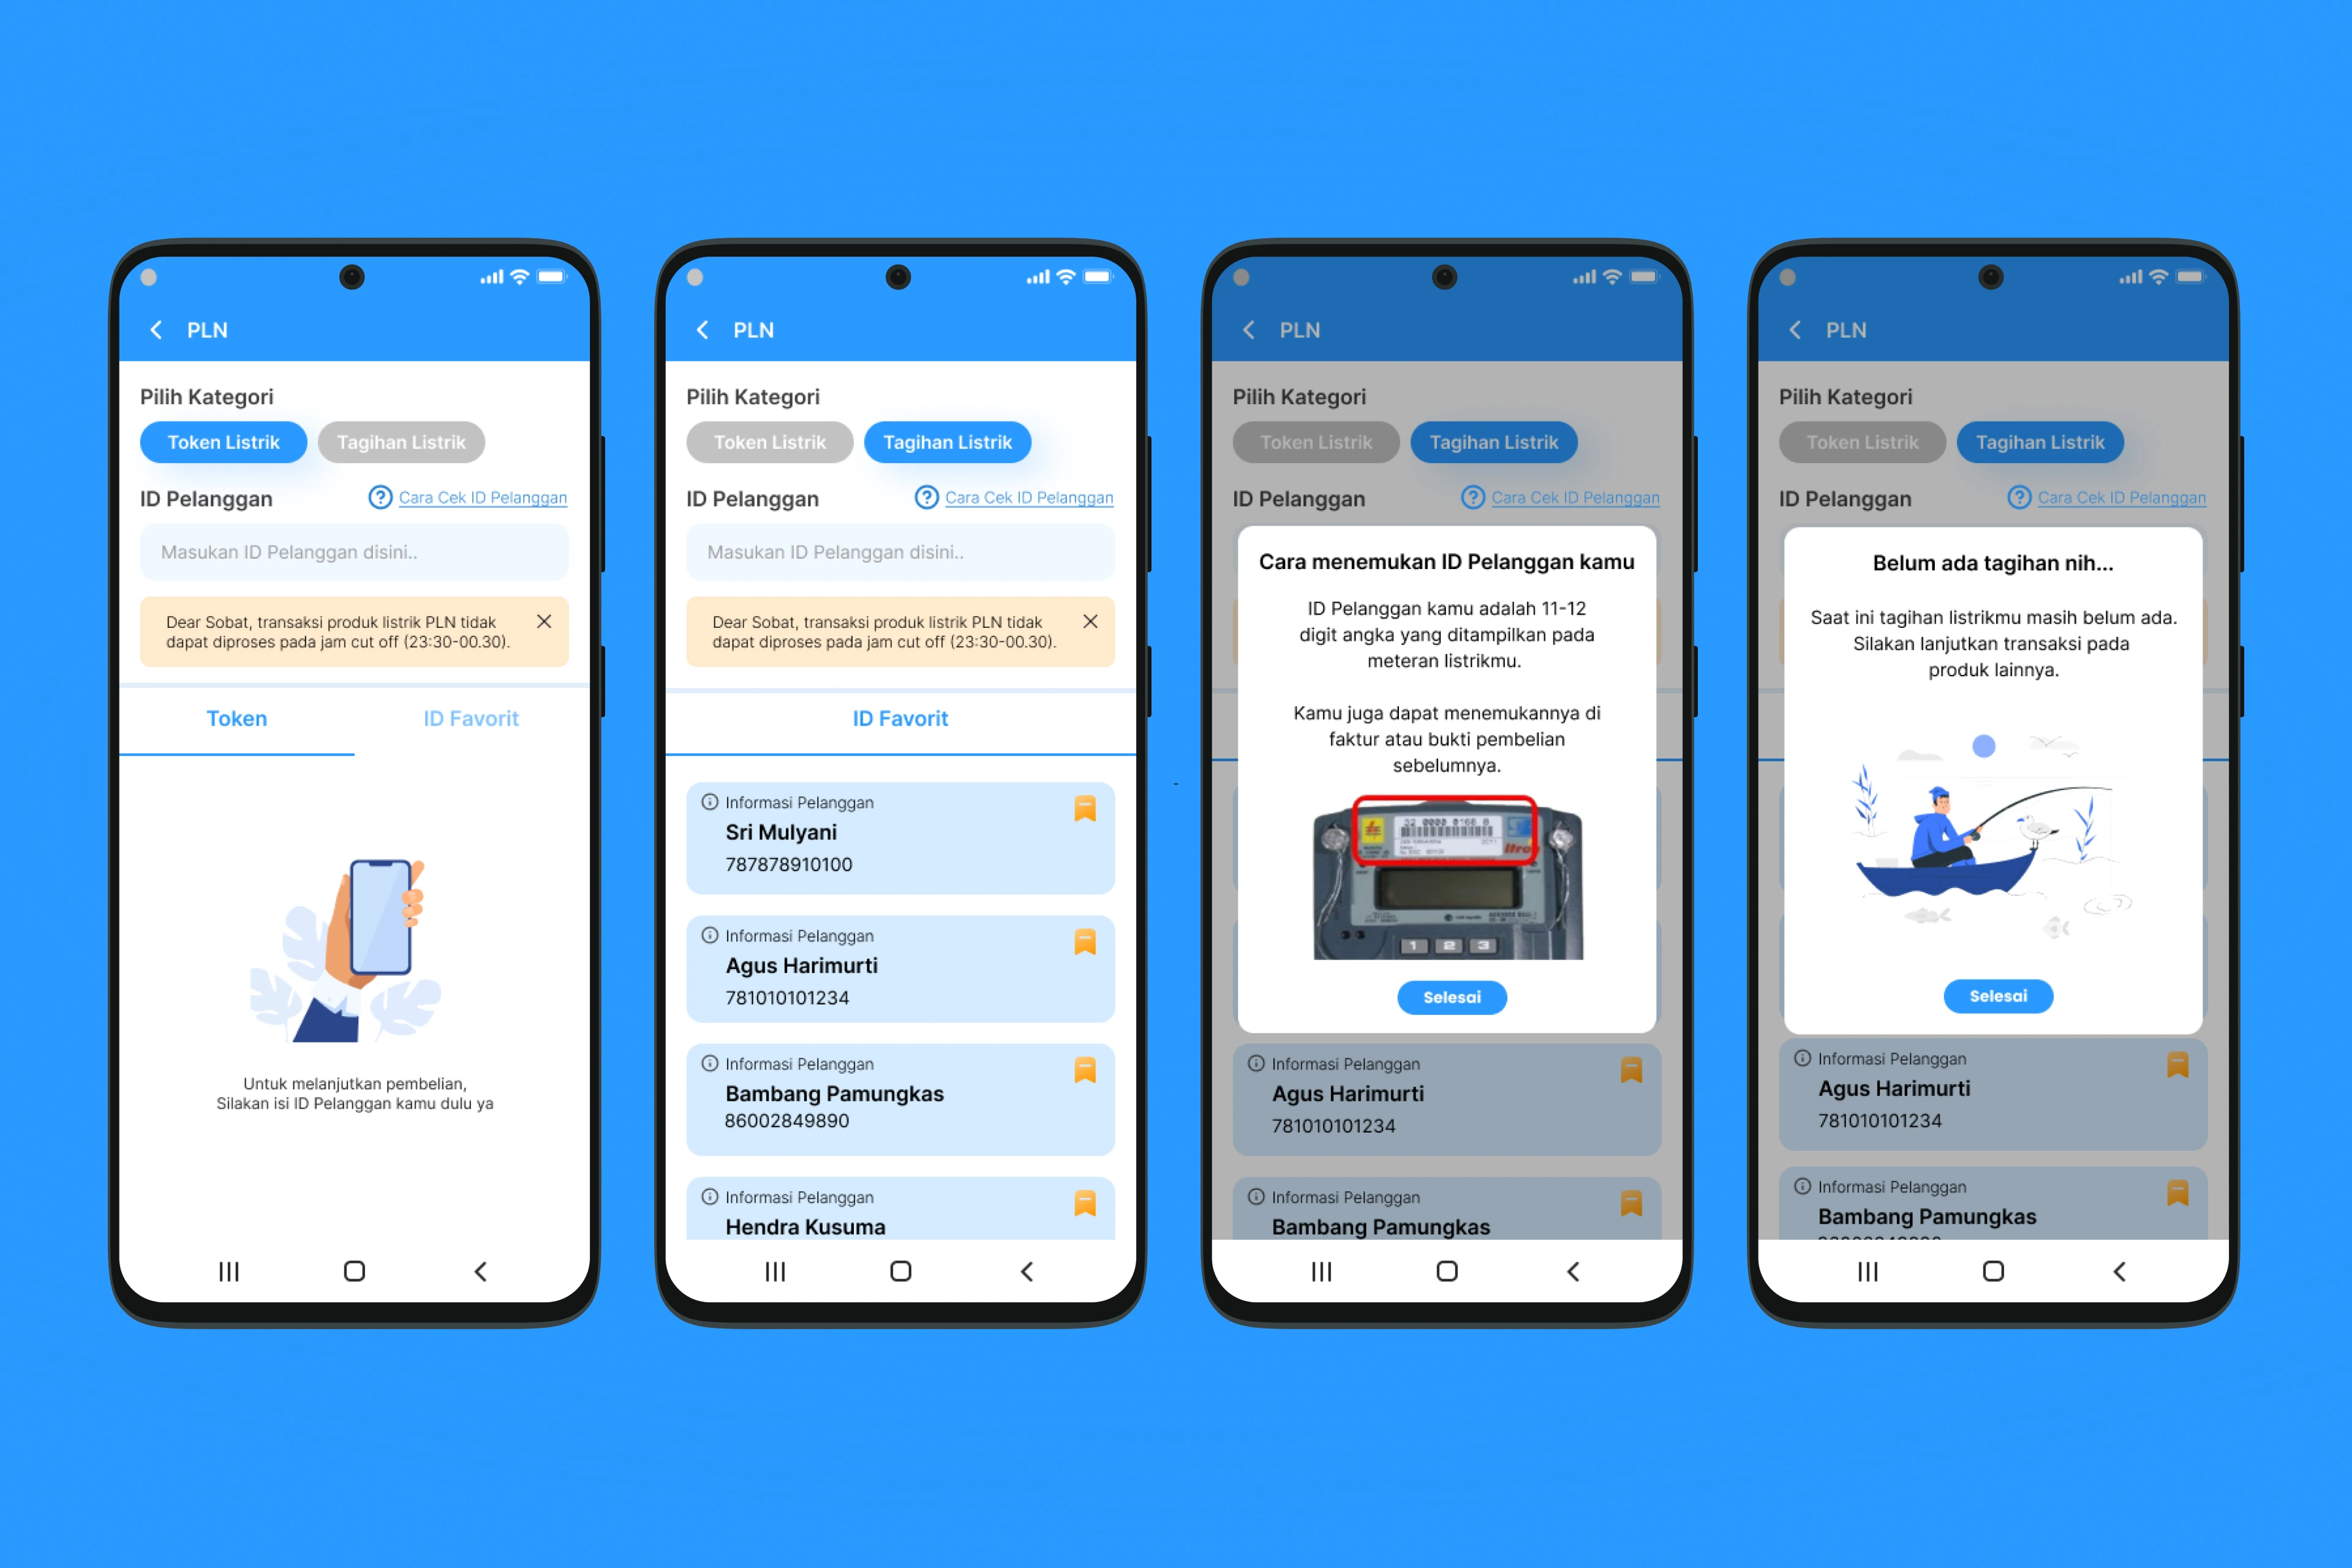 PLN
Pilih Kategori
Token Listrik
Tagihan Listrik
ID Pelanggan
Cara Cek ID Pelanggan
Masukan ID Pelanggan disini..
Dear Sobat, transaksi produk listrik PLN tidak
dapat diproses pada jam cut off (23:30-00.30).
Token
ID Favorit
Untuk melanjutkan pembelian,
Silakan isi ID Pelanggan kamu dulu ya
PLN
Pilih Kategori
Token Listrik
Tagihan Listrik
ID Pelanggan
Cara Cek ID Pelanggan
Masukan ID Pelanggan disini..
Dear Sobat, transaksi produk listrik PLN tidak
dapat diproses pada jam cut off (23:30-00.30).
ID Favorit
Informasi Pelanggan
Sri Mulyani
787878910100
Informasi Pelanggan
Agus Harimurti
781010101234
Informasi Pelanggan
Bambang Pamungkas
86002849890
Informasi Pelanggan
Hendra Kusuma
PLN
Pilih Kategori
Token Listrik
Tagihan Listrik
ID Pelanggan
Cara Cek ID Pelanggan
Cara menemukan ID Pelanggan kamu
ID Pelanggan kamu adalah 11-12
digit angka yang ditampilkan pada
meteran listrikmu.
Kamu juga dapat menemukannya di
faktur atau bukti pembelian
sebelumnya.
32 0000 0166 8
Itron
1 2 3
Selesai
Informasi Pelanggan
Agus Harimurti
781010101234
Informasi Pelanggan
Bambang Pamungkas
PLN
Pilih Kategori
Token Listrik
Tagihan Listrik
ID Pelanggan
Cara Cek ID Pelanggan
Belum ada tagihan nih...
Saat ini tagihan listrikmu masih belum ada.
Silakan lanjutkan transaksi pada
produk lainnya.
Selesai
Informasi Pelanggan
Agus Harimurti
781010101234
Informasi Pelanggan
Bambang Pamungkas